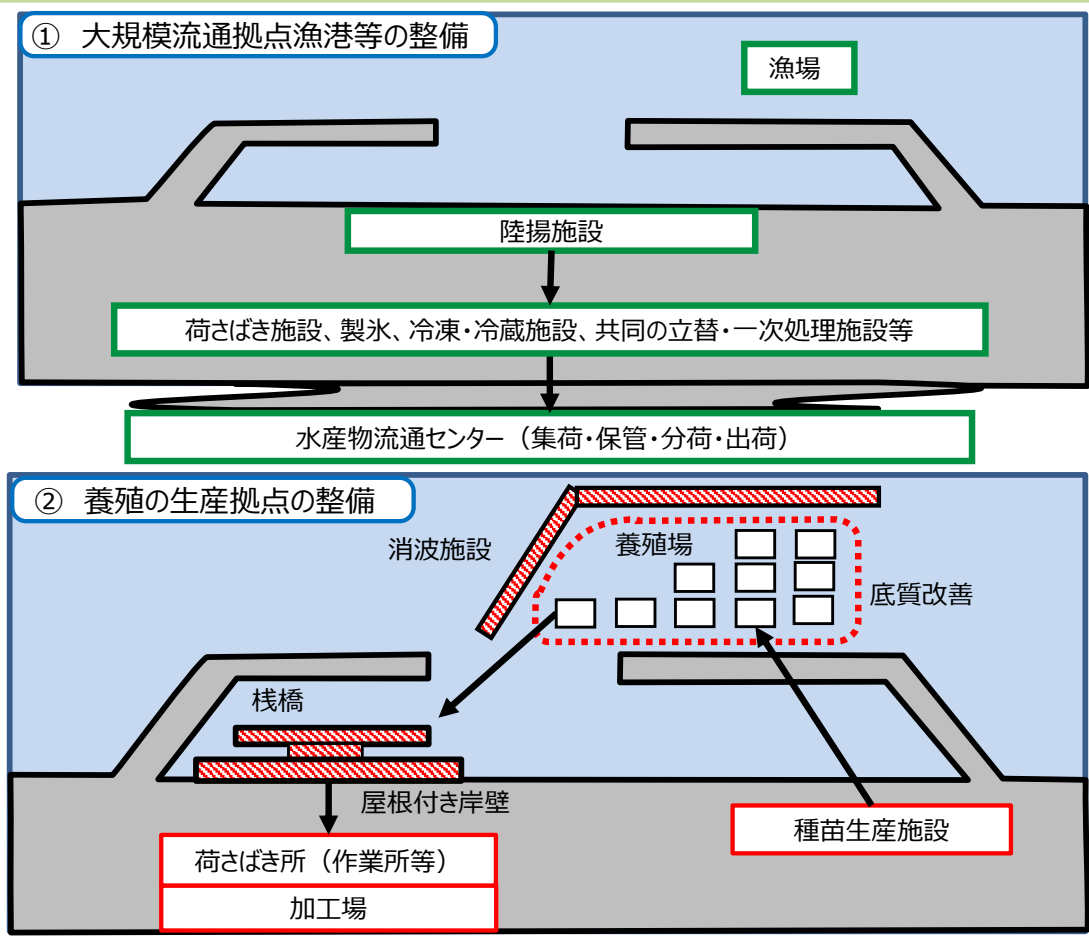 ① 大規模流通拠点漁港等の整備
漁場
陸揚施設
荷さばき施設、製氷、冷凍・冷蔵施設、共同の立替・一次処理施設等
水産物流通センター（集荷・保管・分荷・出荷）
② 養殖の生産拠点の整備
消波施設
養殖場
底質改善
桟橋
屋根付き岸壁
種苗生産施設
荷さばき所（作業所等）
加工場